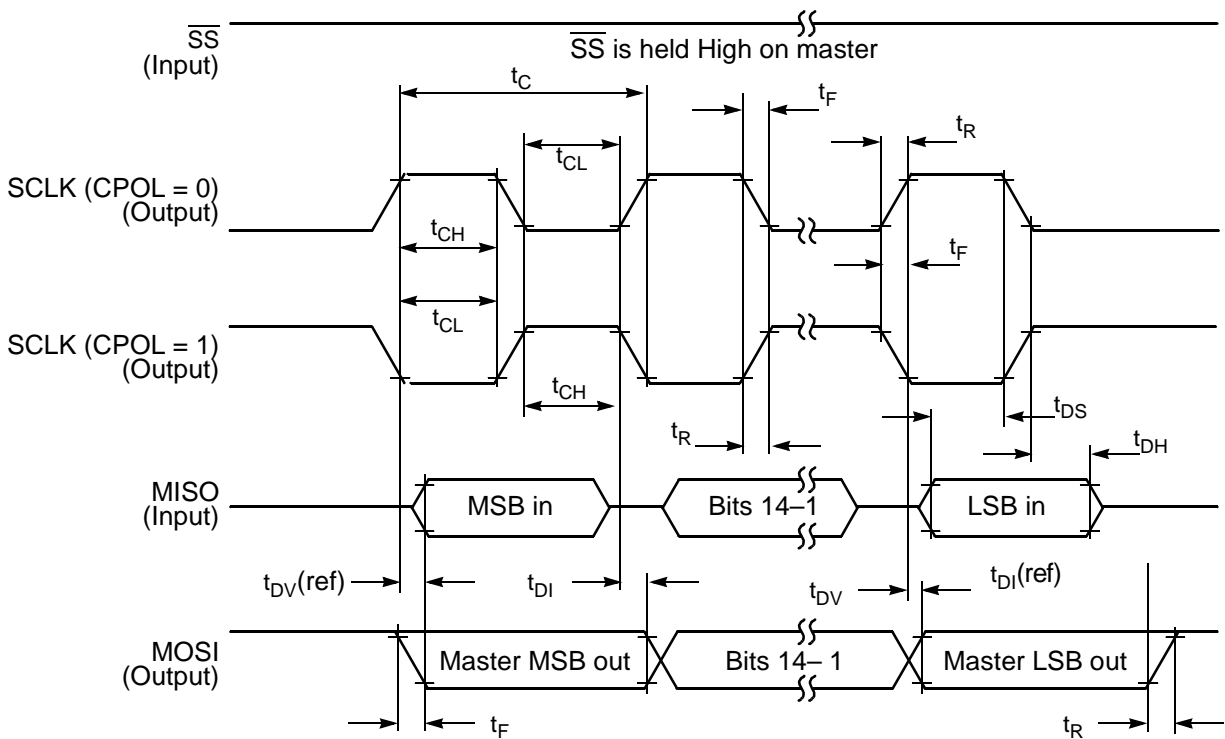 SS
(Input)
SS is held High on master
tC
tF
tR
tCL
SCLK (CPOL = 0)
(Output)
tCH
tF
tCL
SCLK (CPOL = 1)
(Output)
tCH
tDS
tR
tDH
MISO
(Input)
MSB in
Bits 14–1
LSB in
tDV(ref)
tDI
tDV
tDI(ref)
MOSI
(Output)
Master MSB out
Bits 14– 1
Master LSB out
tF
tR